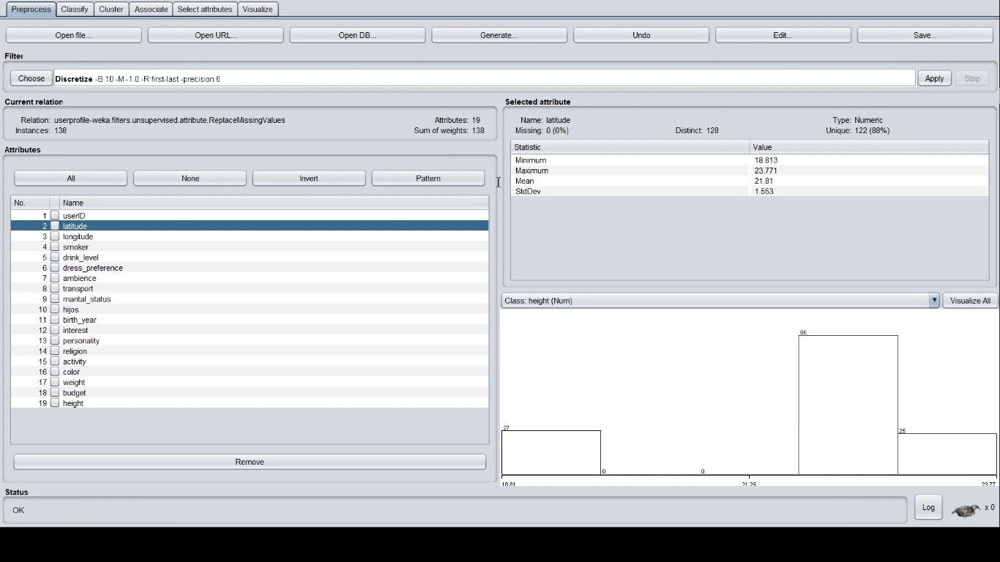 Preprocess Classify Cluster Associate Select attributes Visualize
Open file... Open URL... Open DB... Generate... Undo Edit... Save...
Filter
Choose Discretize -B 10 -M -1.0 -R first-last -precision 6 Apply Stop
Current relation
Relation: userprofile-weka.filters.unsupervised.attribute.ReplaceMissingValues Attributes: 19
Instances: 138 Sum of weights: 138
Attributes
All None Invert Pattern
No. Name
1 userID
2 latitude
3 longitude
4 smoker
5 drink_level
6 dress_preference
7 ambience
8 transport
9 marital_status
10 hijos
11 birth_year
12 interest
13 personality
14 religion
15 activity
16 color
17 weight
18 budget
19 height
Remove
Selected attribute
Name: latitude Type: Numeric
Missing: 0 (0%) Distinct: 128 Unique: 122 (88%)
Statistic Value
Minimum 18.813
Maximum 23.771
Mean 21.81
StdDev 1.553
Class: height (Num) Visualize All
86
27
25
0 0
18.81 21.29 23.77
Status
OK Log x 0